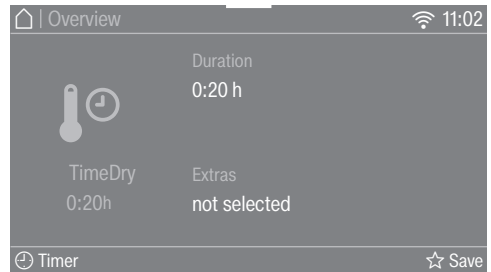 | Overview 11:02
Duration
0:20 h
TimeDry
0:20h
Extras
not selected
Timer Save